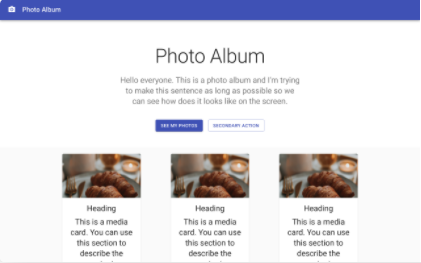 Photo Album
Photo Album
Hello everyone. This is a photo album and I'm trying
to make this sentence as long as possible so we
can see how does it looks like on the screen.
SEE MY PHOTOS
SECONDARY ACTION
Heading
This is a media
card. You can use
this section to
describe the
Heading
This is a media
card. You can use
this section to
describe the
Heading
This is a media
card. You can use
this section to
describe the